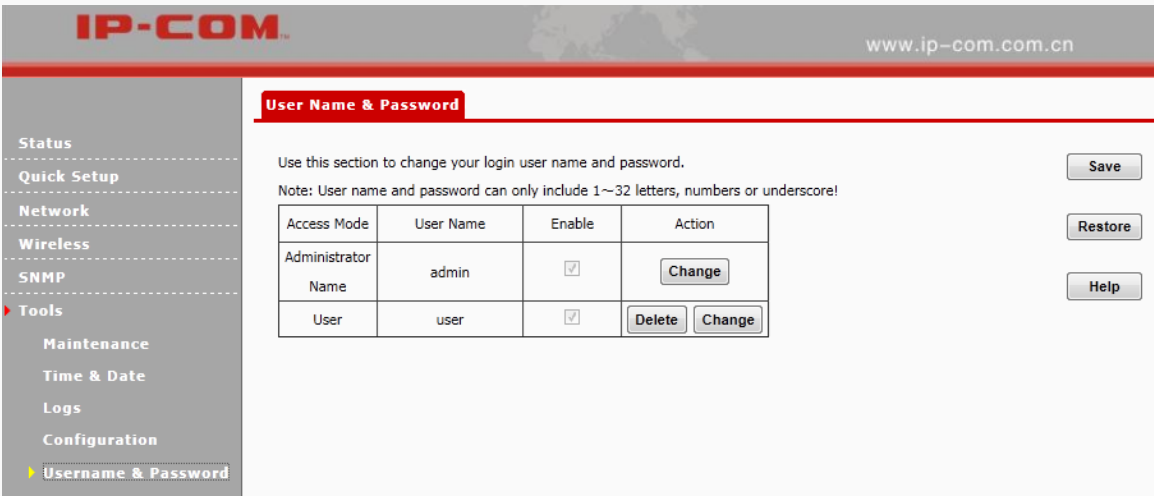 IP-COM
www.ip-com.com.cn
Status
Quick Setup
Network
Wireless
SNMP
Tools
Maintenance
Time & Date
Logs
Configuration
Username & Password
User Name & Password
Use this section to change your login user name and password.
Note: User name and password can only include 1~32 letters, numbers or underscore!
Access Mode User Name Enable Action
Administrator
Name admin Change
User user Delete Change
Save
Restore
Help